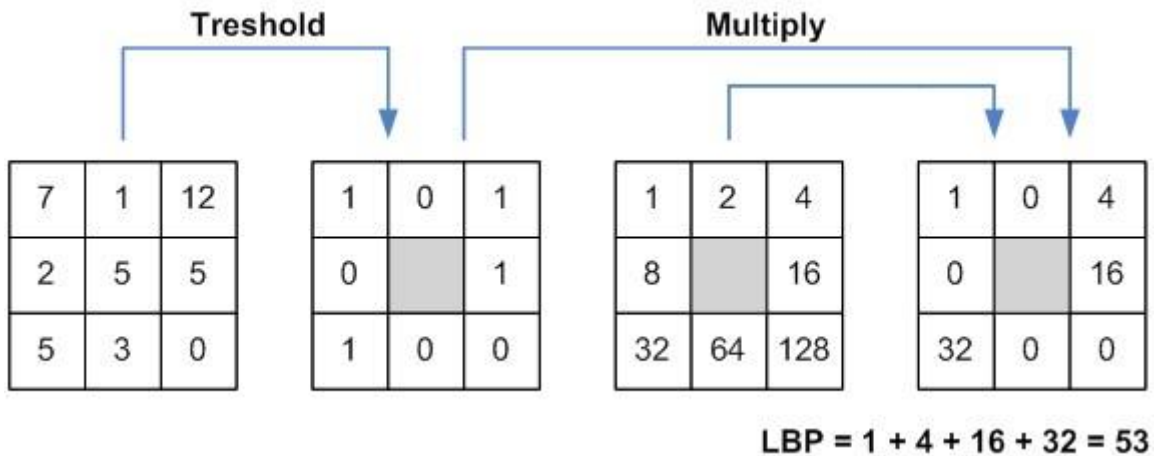 Treshold Multiply
7 1 12 1 0 1 1 2 4 1 0 4
2 5 5 0 1 8 16 0 16
5 3 0 1 0 0 32 64 128 32 0 0
LBP = 1 + 4 + 16 + 32 = 53